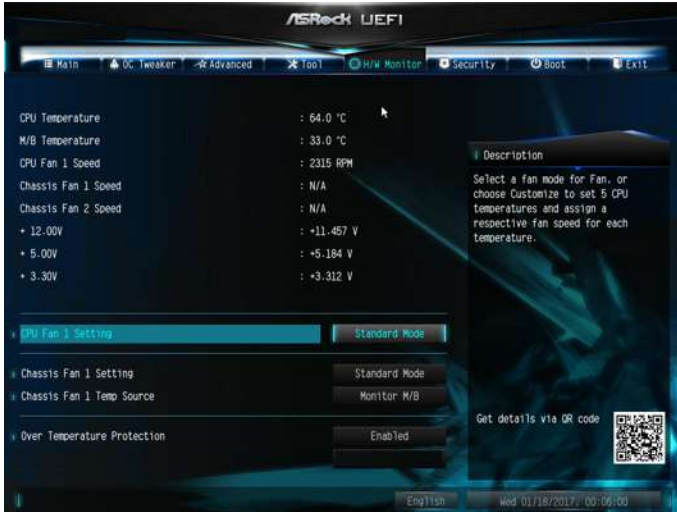 ASRock UEFI
Main OC Tweaker Advanced Tool H/W Monitor Security Boot Exit
CPU Temperature : 64.0 °C
M/B Temperature : 33.0 °C
CPU Fan 1 Speed : 2315 RPM
Chassis Fan 1 Speed : N/A
Chassis Fan 2 Speed : N/A
+ 12.00V : +11.457 V
+ 5.00V : +5.184 V
+ 3.30V : +3.312 V
CPU Fan 1 Setting Standard Mode
Chassis Fan 1 Setting Standard Mode
Chassis Fan 1 Temp Source Monitor M/B
Over Temperature Protection Enabled
Description
Select a fan mode for Fan, or
choose Customize to set 5 CPU
temperatures and assign a
respective fan speed for each
temperature.
Get details via QR code
English Wed 01/18/2017, 00:06:00